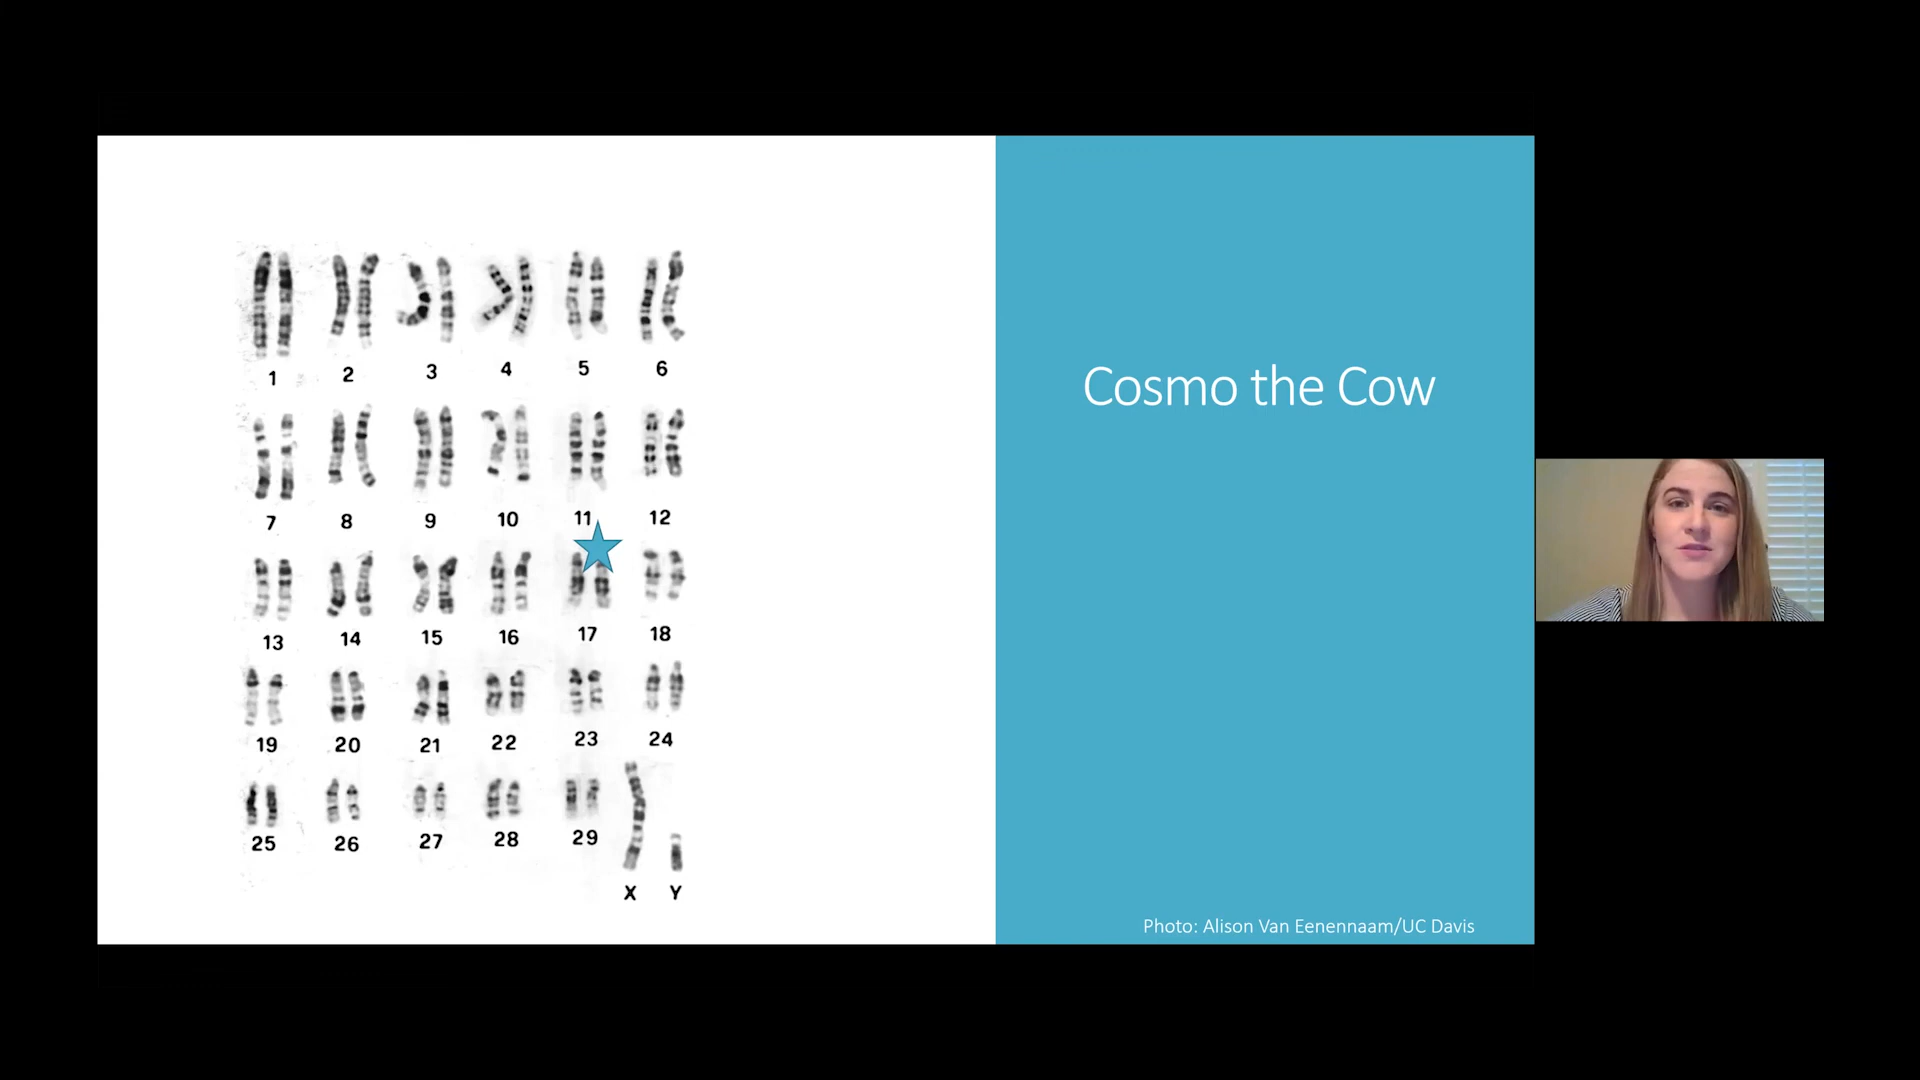 1 2 3 4 5 6
7 8 9 10 11 12
13 14 15 16 17 18
19 20 21 22 23 24
25 26 27 28 29
X Y
Cosmo the Cow
Photo: Alison Van Eenennaam/UC Davis